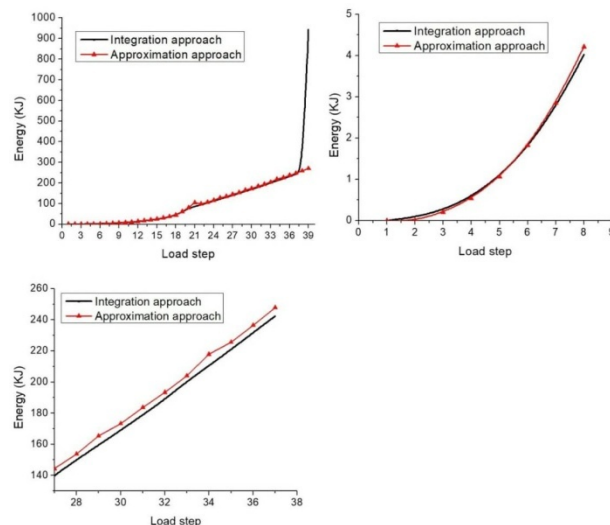 Energy (KJ)
1000
900
800
700
600
500
400
300
200
100
0
Integration approach
Approximation approach
0 3 6 9 12 15 18 21 24 27 30 33 36 39
Load step
Energy (KJ)
5
4
3
2
1
0
Integration approach
Approximation approach
0 1 2 3 4 5 6 7 8 9
Load step
Energy (KJ)
260
240
220
200
180
160
140
Integration approach
Approximation approach
28 30 32 34 36 38
Load step